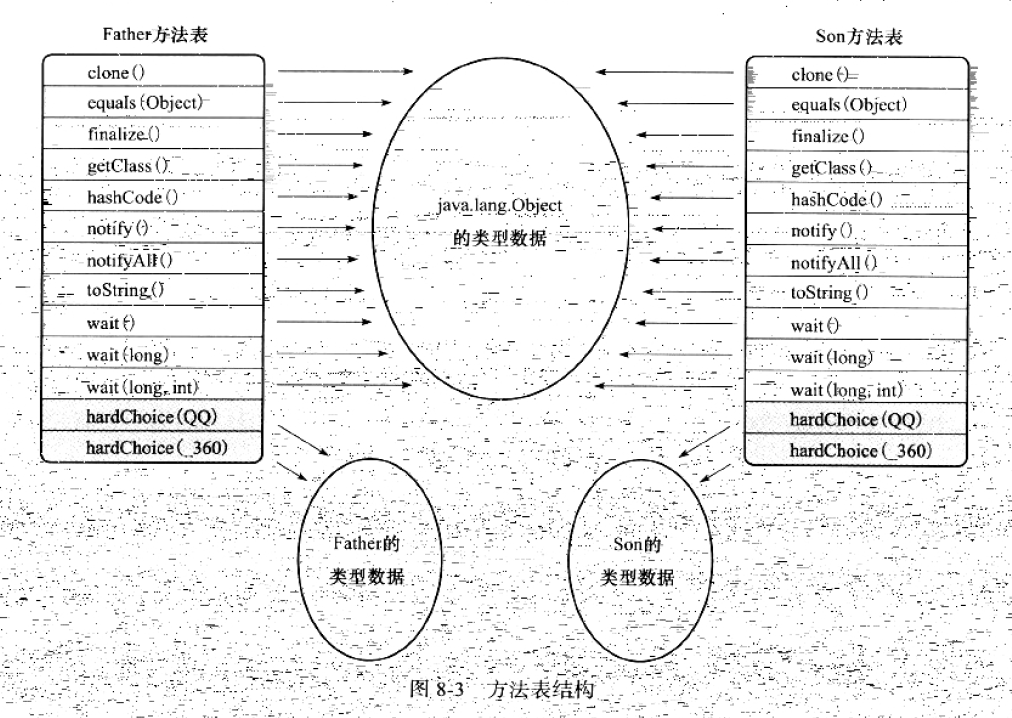 Father方法表
clone()
equals(Object)
finalize()
getClass()
hashCode()
notify()
notifyAll()
toString()
wait()
wait(long)
wait(long, int)
hardChoice(QQ)
hardChoice(_360)
java.lang.Object
的类型数据
Father的
类型数据
Son方法表
clone()
equals(Object)
finalize()
getClass()
hashCode()
notify()
notifyAll()
toString()
wait()
wait(long)
wait(long, int)
hardChoice(QQ)
hardChoice(_360)
Son的
类型数据
图 8-3 方法表结构